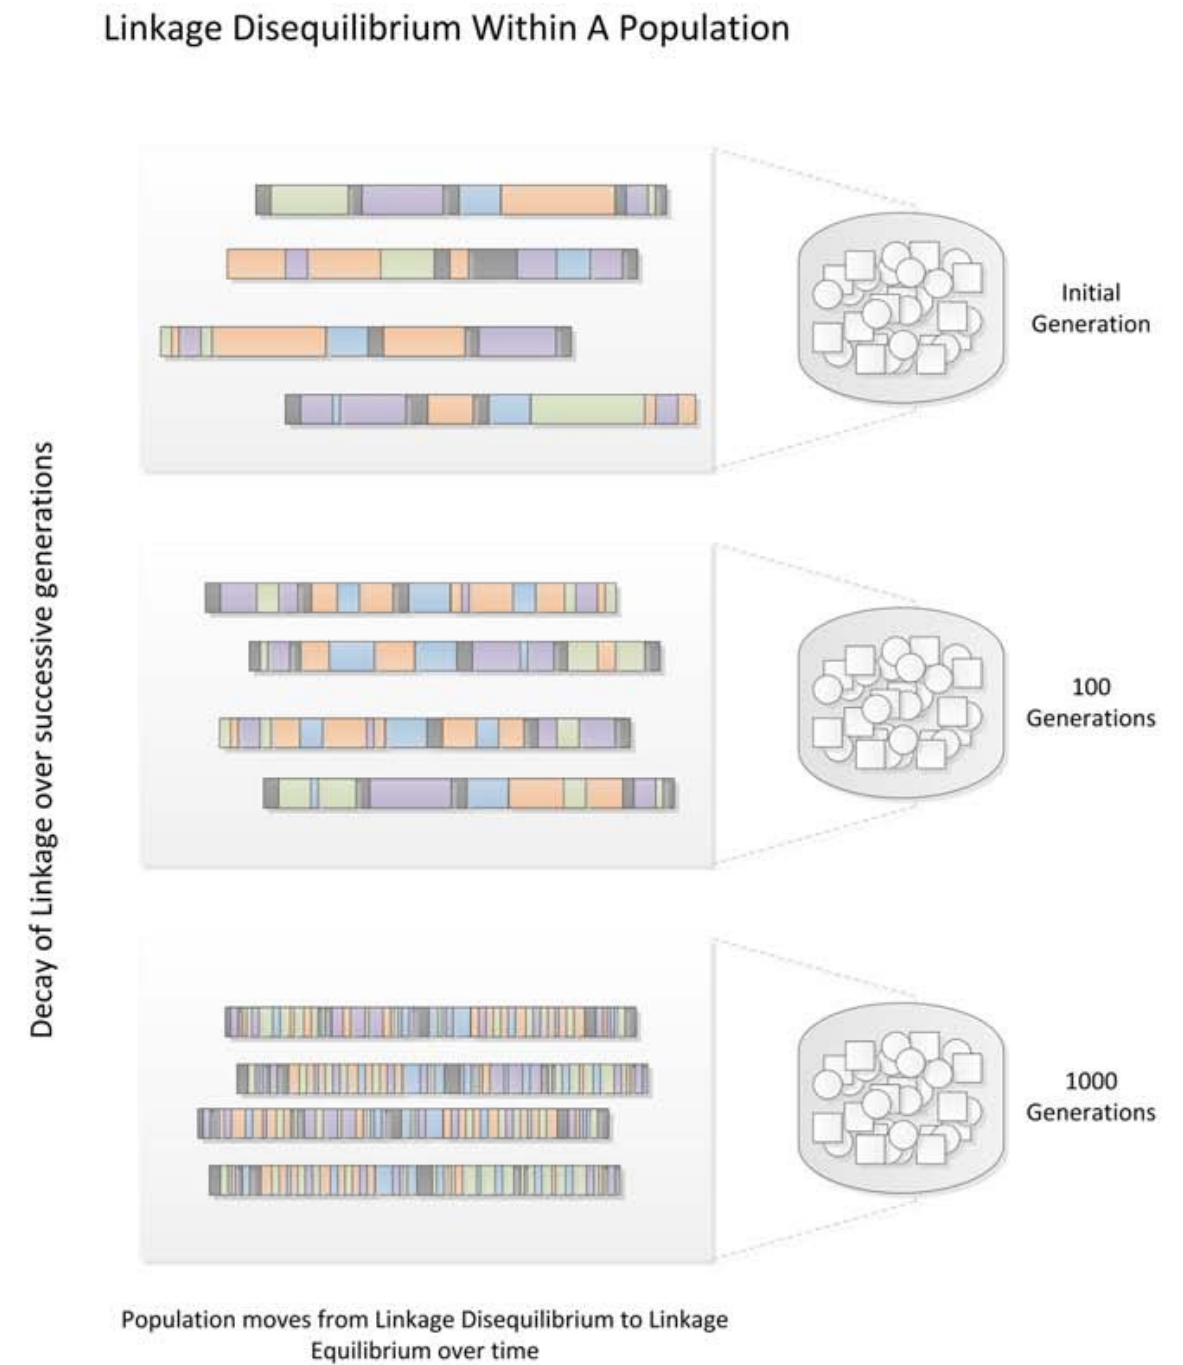 Linkage Disequilibrium Within A Population
Initial
Generation
Decay of Linkage over successive generations
100
Generations
1000
Generations
Population moves from Linkage Disequilibrium to Linkage
Equilibrium over time